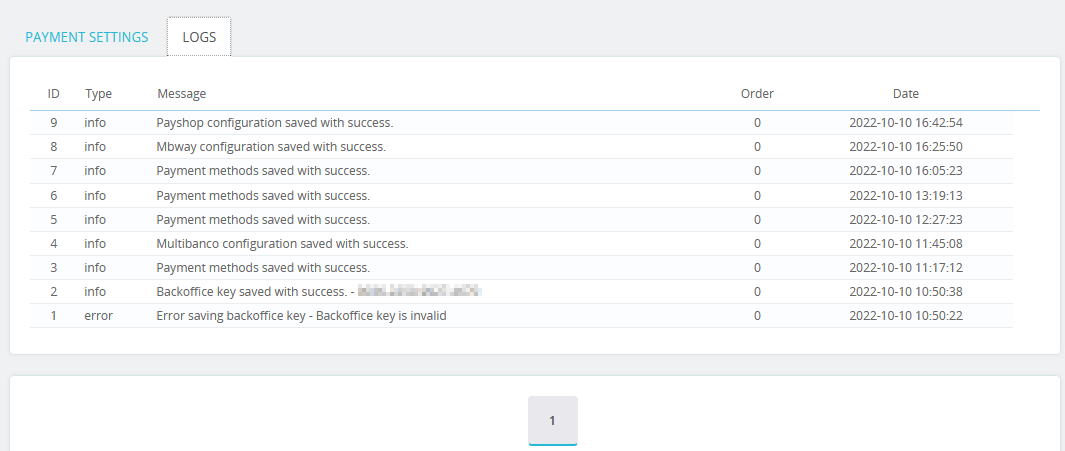 PAYMENT SETTINGS LOGS
ID Type Message Order Date
9 info Payshop configuration saved with success. 0 2022-10-10 16:42:54
8 info Mbway configuration saved with success. 0 2022-10-10 16:25:50
7 info Payment methods saved with success. 0 2022-10-10 16:05:23
6 info Payment methods saved with success. 0 2022-10-10 13:19:13
5 info Payment methods saved with success. 0 2022-10-10 12:27:23
4 info Multibanco configuration saved with success. 0 2022-10-10 11:45:08
3 info Payment methods saved with success. 0 2022-10-10 11:17:12
2 info Backoffice key saved with success. - 0 2022-10-10 10:50:38
1 error Error saving backoffice key - Backoffice key is invalid 0 2022-10-10 10:50:22
1